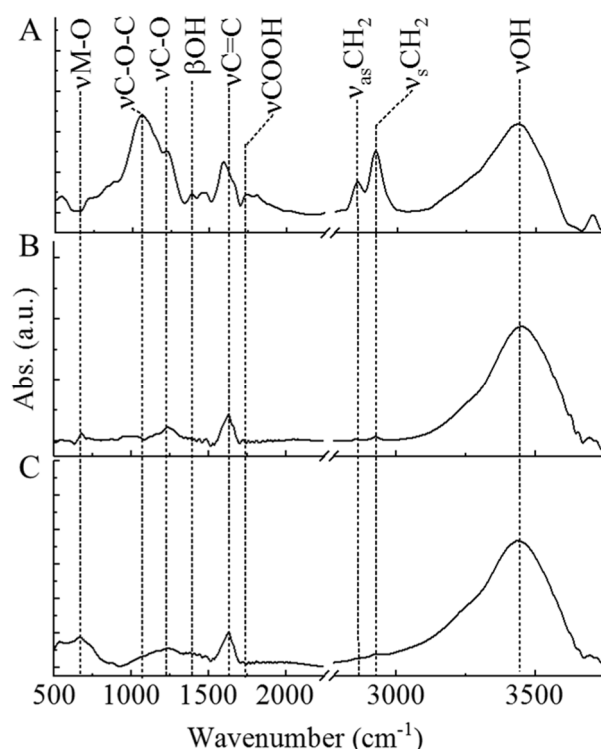 A
νM-O
νC-O-C
νC-O
βOH
νC=C
νCOOH
νasCH2
νsCH2
νOH
B
C
Abs. (a.u.)
500 1000 1500 2000 3000 3500
Wavenumber (cm-1)